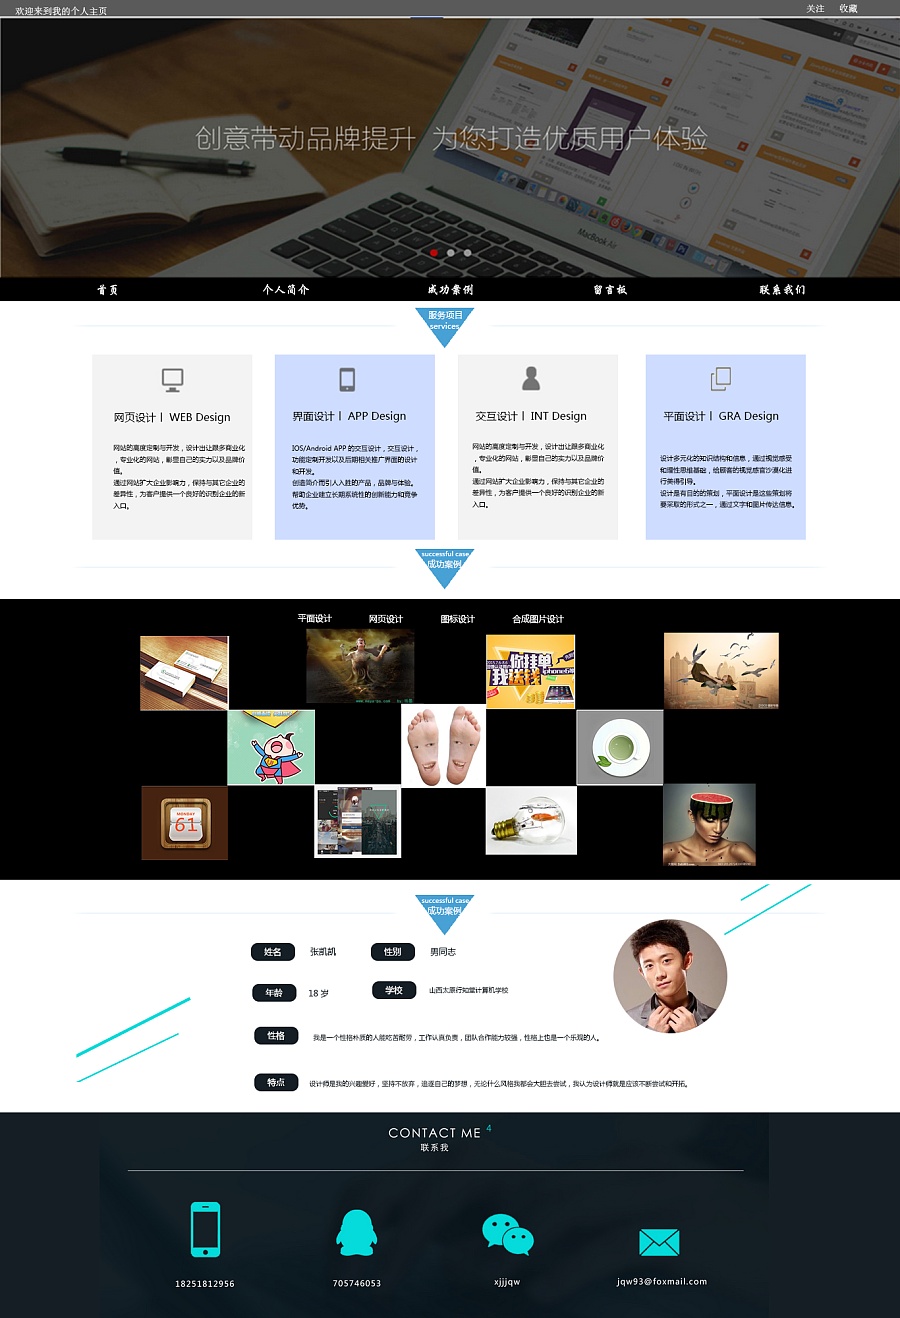 欢迎来到我的个人主页
关注 收藏
创意带动品牌提升 为您打造优质用户体验
MacBook Air
首页 个人简介 成功案例 留言板 联系我们
服务项目
services
网页设计丨 WEB Design
网站的高度定制与开发，设计出让跟多商业化
，专业化的网站，彰显自己的实力以及品牌价
值。
通过网站扩大企业影响力，保持与其它企业的
差异性，为客户提供一个良好的识别企业的新
入口。
界面设计丨 APP Design
IOS/Android APP 的交互设计，交互设计，
功能定制开发以及后期相关推广界面的设计
和开发。
创造简介而引人入胜的产品，品牌与体验。
帮助企业建立长期系统性的创新能力和竞争
优势。
交互设计丨 INT Design
网站的高度定制与开发，设计出让跟多商业化
，专业化的网站，彰显自己的实力以及品牌价
值。
通过网站扩大企业影响力，保持与其它企业的
差异性，为客户提供一个良好的识别企业的新
入口。
平面设计丨 GRA Design
设计多元化的知识结构和信息，通过视觉感受
和理性思维基础，给顾客的视觉感官沙漠化进
行美得引导。
设计是有目的的策划，平面设计是这些策划将
要采取的形式之一，通过文字和图片传达信息。
successful case
成功案例
平面设计 网页设计 图标设计 合成图片设计
你挂单
我送钱
MONDAY
61
successful case
成功案例
姓名 张凯凯 性别 男同志
年龄 18 岁 学校 山西太原行知堂计算机学校
性格 我是一个性格朴质的人能吃苦耐劳，工作认真负责，团队合作能力较强，性格上也是一个乐观的人。
特点 设计师是我的兴趣爱好，坚持不放弃，追逐自己的梦想，无论什么风格我都会大胆去尝试，我认为设计师就是应该不断尝试和开拓。
CONTACT ME 4
联系我
18251812956 705746053 xjjjqw jqw93@foxmail.com